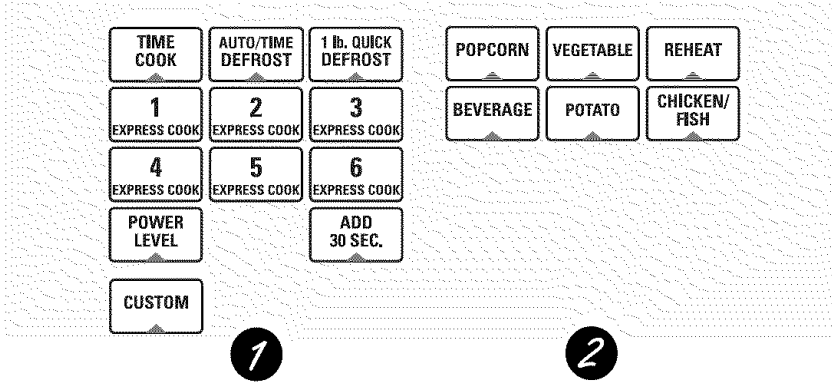 TIME
COOK
AUTO/TIME
DEFROST
1 lb. QUICK
DEFROST
1
EXPRESS COOK
2
EXPRESS COOK
3
EXPRESS COOK
4
EXPRESS COOK
5
EXPRESS COOK
6
EXPRESS COOK
POWER
LEVEL
ADD
30 SEC.
CUSTOM
1
POPCORN
VEGETABLE
REHEAT
BEVERAGE
POTATO
CHICKEN/
FISH
2